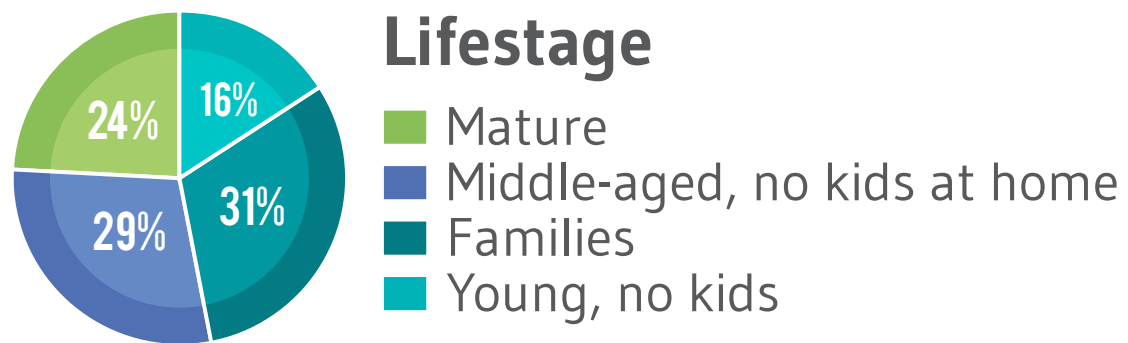 Lifestage
24%
16%
31%
29%
Mature
Middle-aged, no kids at home
Families
Young, no kids